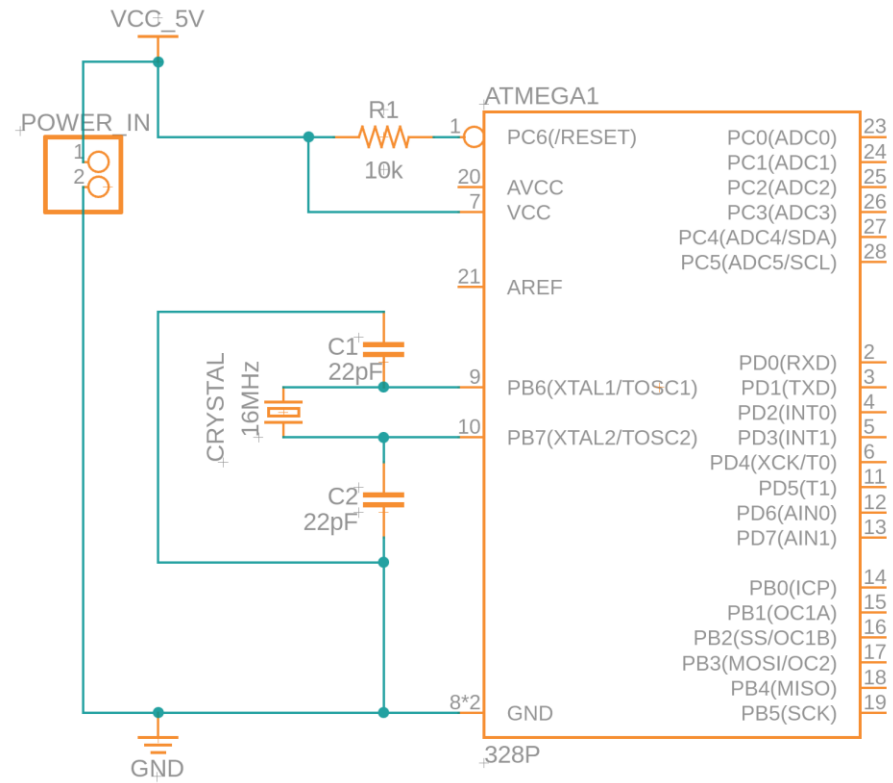 VCC_5V
POWER_IN
1
2
R1
10k
ATMEGA1
1
PC6(/RESET)
20
AVCC
7
VCC
21
AREF
C1
22pF
CRYSTAL
16MHz
9
PB6(XTAL1/TOSC1)
10
PB7(XTAL2/TOSC2)
C2
22pF
8*2
GND
PC0(ADC0) 23
PC1(ADC1) 24
PC2(ADC2) 25
PC3(ADC3) 26
PC4(ADC4/SDA) 27
PC5(ADC5/SCL) 28
PD0(RXD) 2
PD1(TXD) 3
PD2(INT0) 4
PD3(INT1) 5
PD4(XCK/T0) 6
PD5(T1) 11
PD6(AIN0) 12
PD7(AIN1) 13
PB0(ICP) 14
PB1(OC1A) 15
PB2(SS/OC1B) 16
PB3(MOSI/OC2) 17
PB4(MISO) 18
PB5(SCK) 19
328P
GND